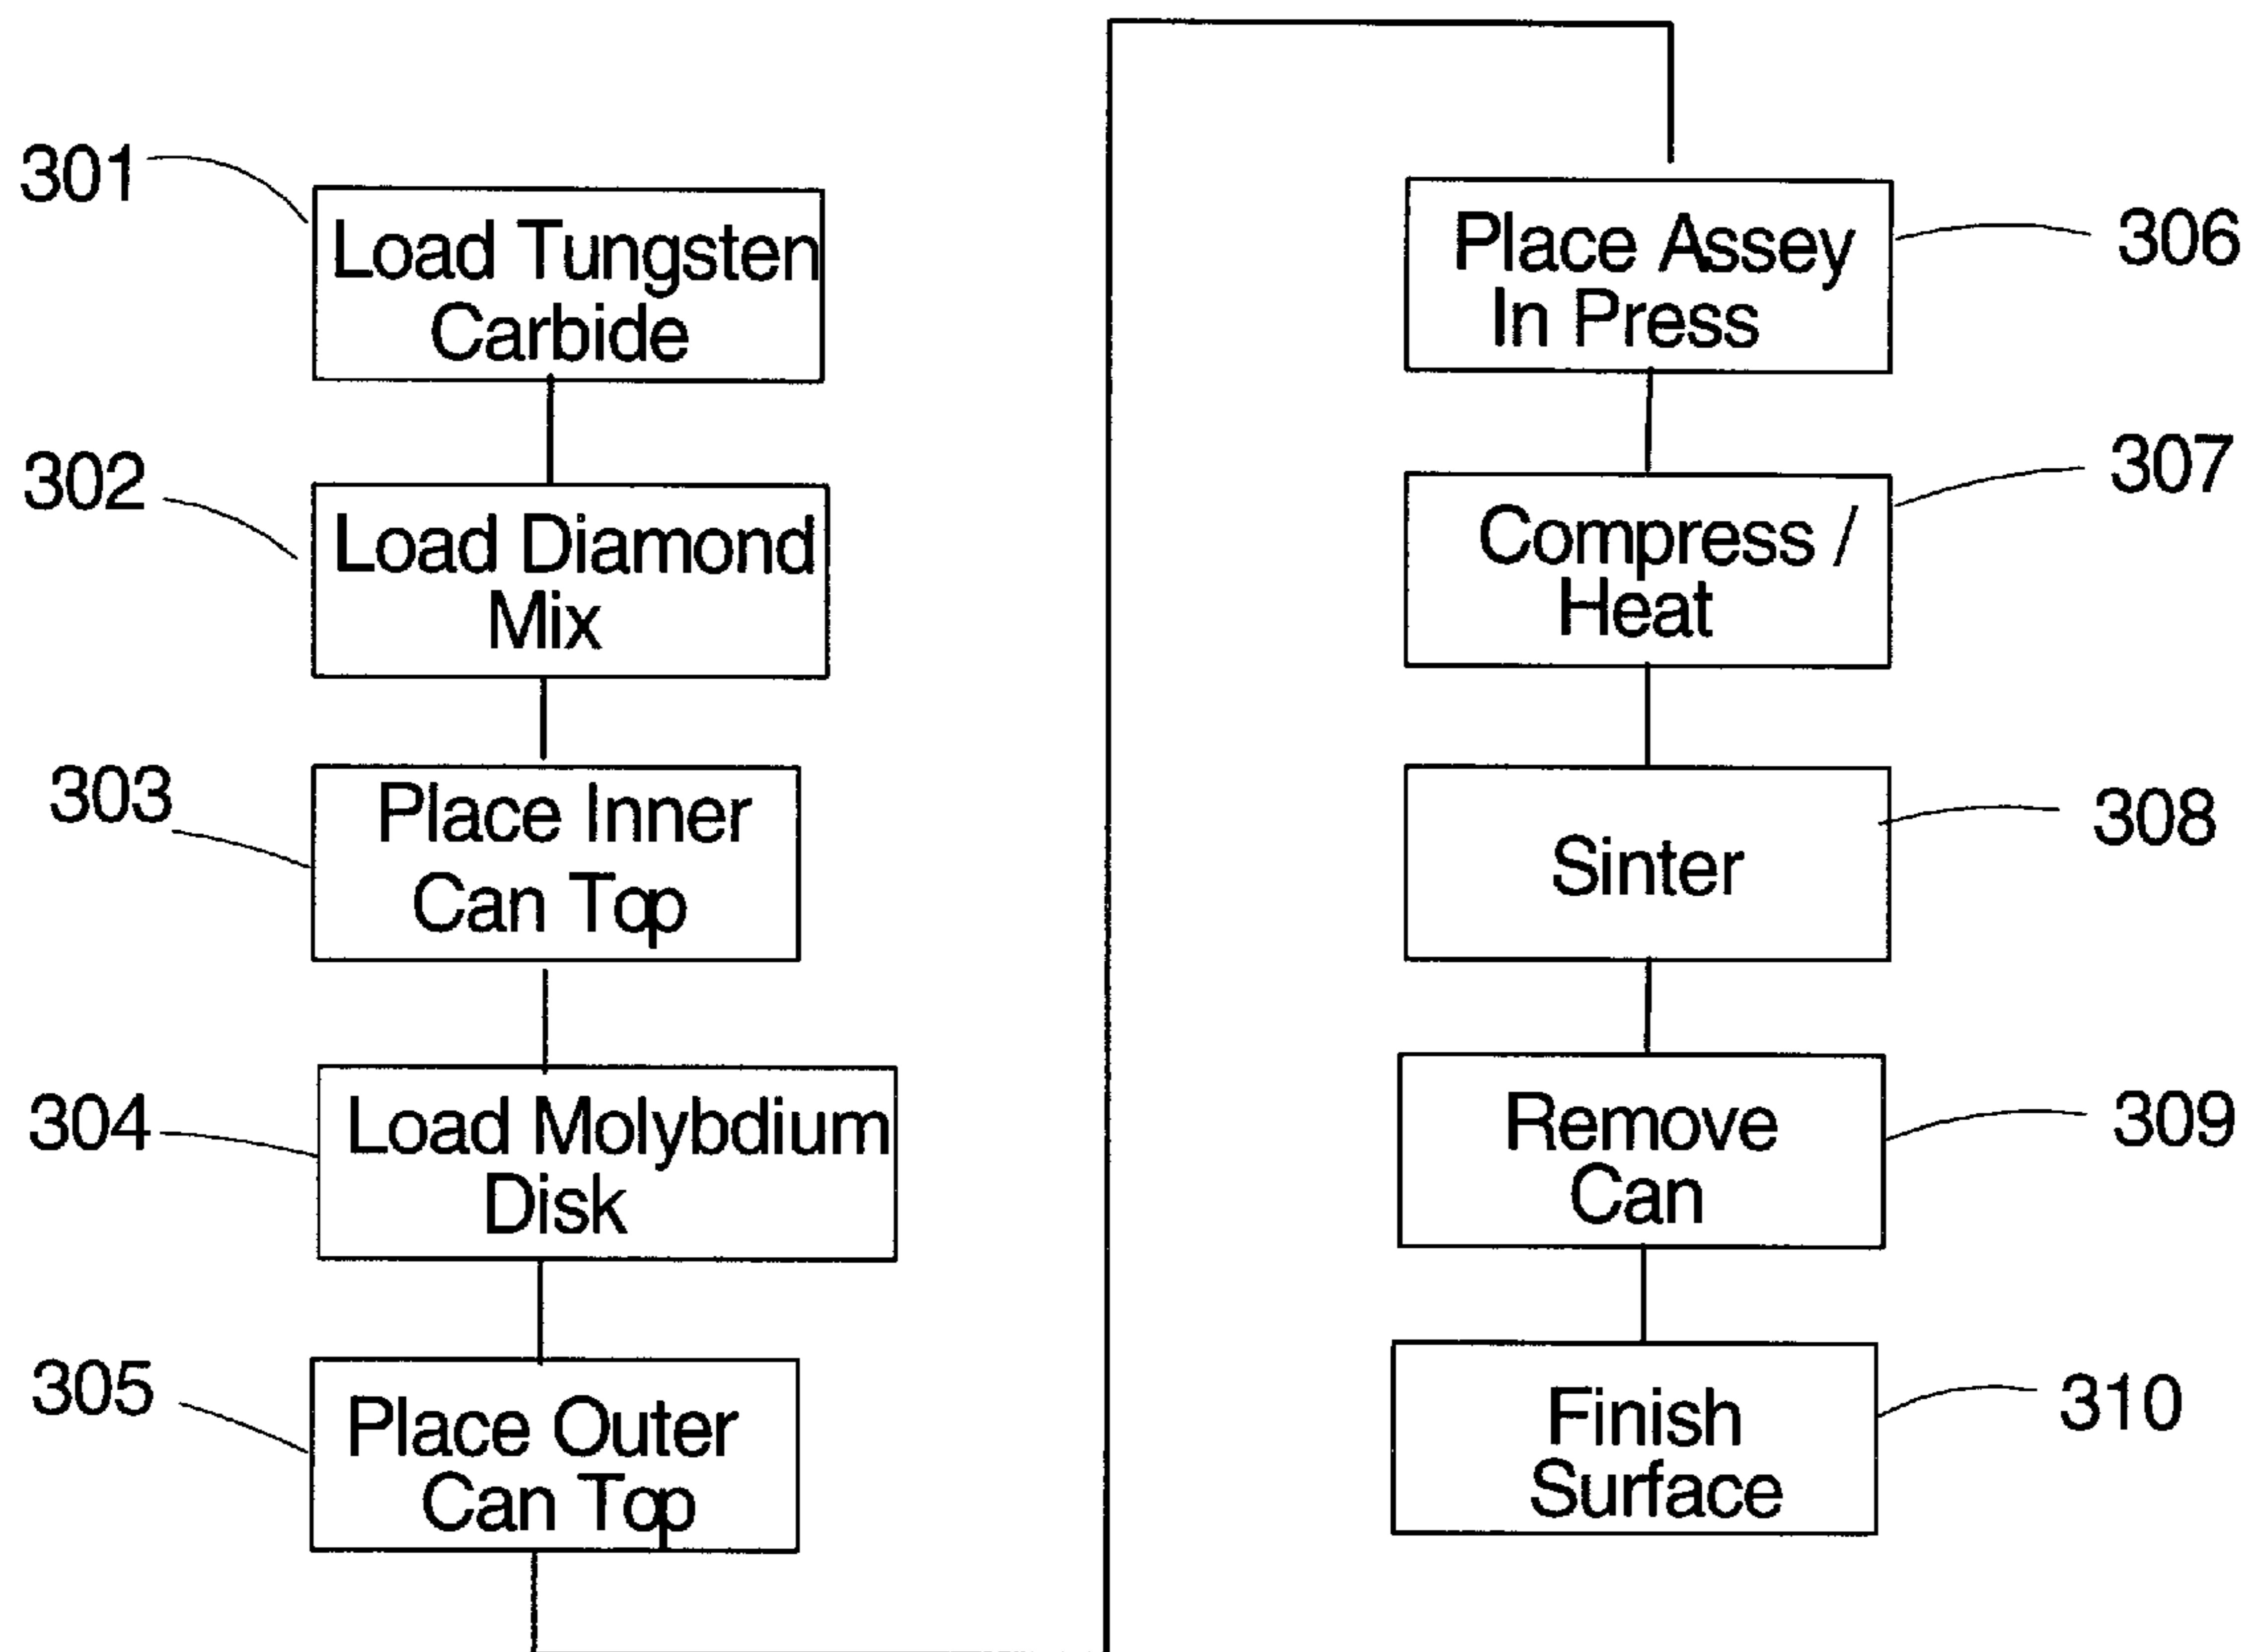 301
Load Tungsten
Carbide
302
Load Diamond
Mix
303
Place Inner
Can Top
304
Load Molybdium
Disk
305
Place Outer
Can Top
306
Place Assey
In Press
307
Compress /
Heat
308
Sinter
309
Remove
Can
310
Finish
Surface